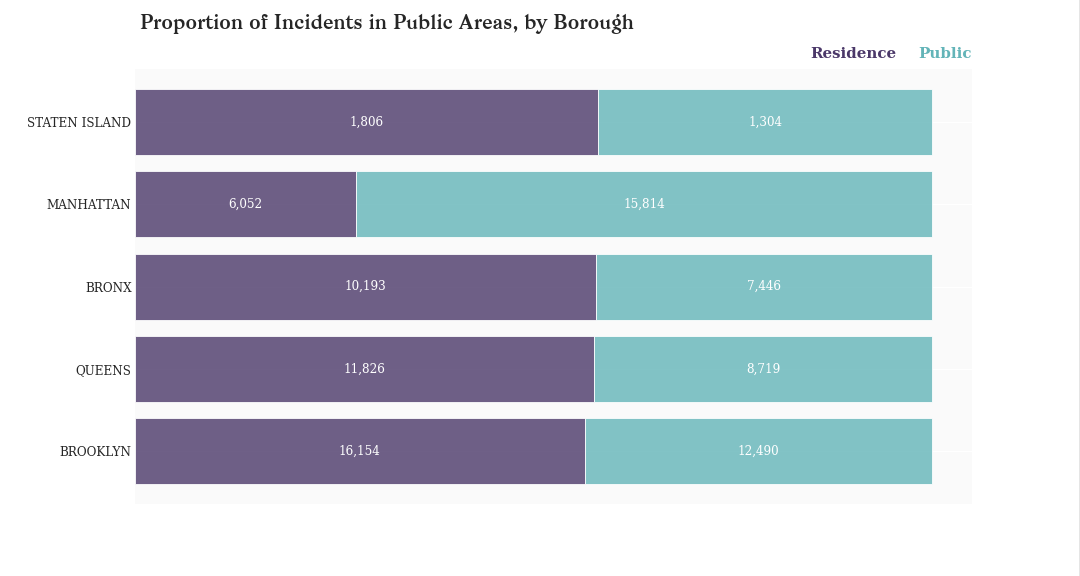 Proportion of Incidents in Public Areas, by Borough
Residence Public
STATEN ISLAND 1,806 1,304
MANHATTAN 6,052 15,814
BRONX 10,193 7,446
QUEENS 11,826 8,719
BROOKLYN 16,154 12,490